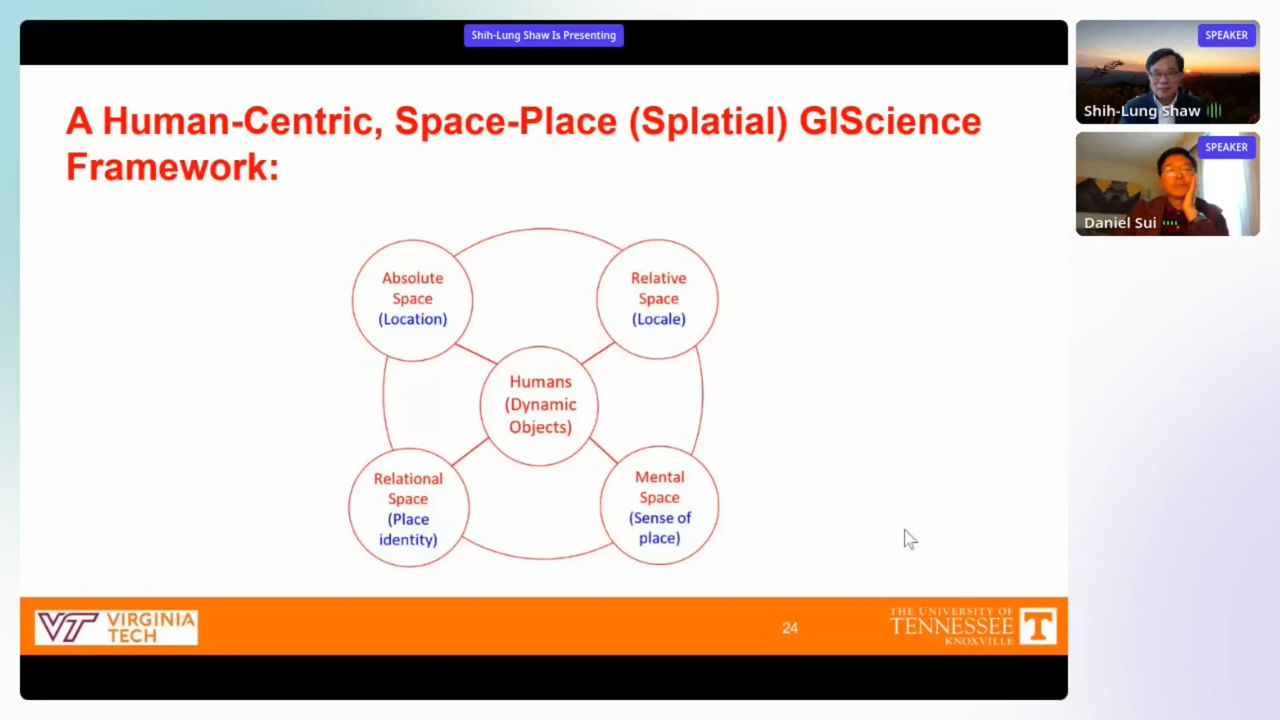 Shih-Lung Shaw Is Presenting
A Human-Centric, Space-Place (Splatial) GIScience
Framework:
Absolute
Space
(Location)
Relative
Space
(Locale)
Humans
(Dynamic
Objects)
Relational
Space
(Place
identity)
Mental
Space
(Sense of
place)
VT VIRGINIA
TECH
24
THE UNIVERSITY OF
TENNESSEE
KNOXVILLE
T
SPEAKER
Shih-Lung Shaw
SPEAKER
Daniel Sui